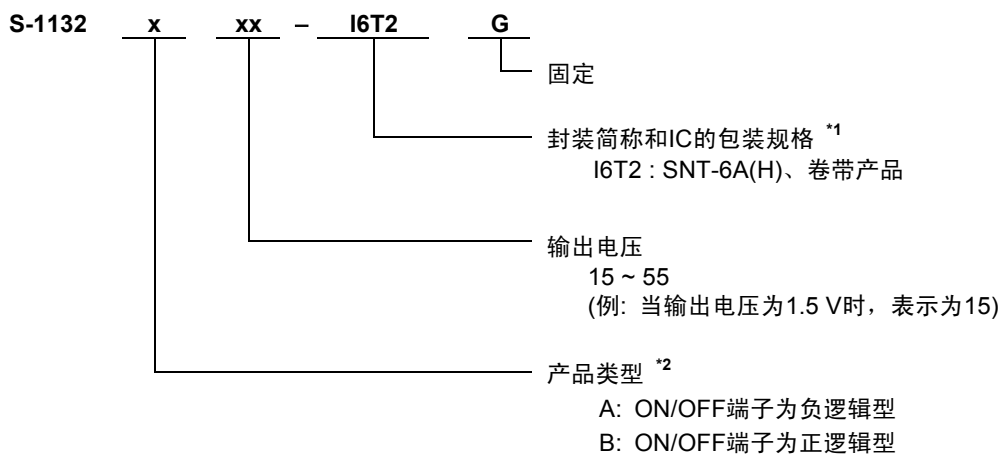 S-1132 x xx – I6T2 G
固定
封装简称和IC的包装规格 *1
I6T2 : SNT-6A(H)、卷带产品
输出电压
15 ~ 55
(例: 当输出电压为1.5 V时，表示为15)
产品类型 *2
A: ON/OFF端子为负逻辑型
B: ON/OFF端子为正逻辑型